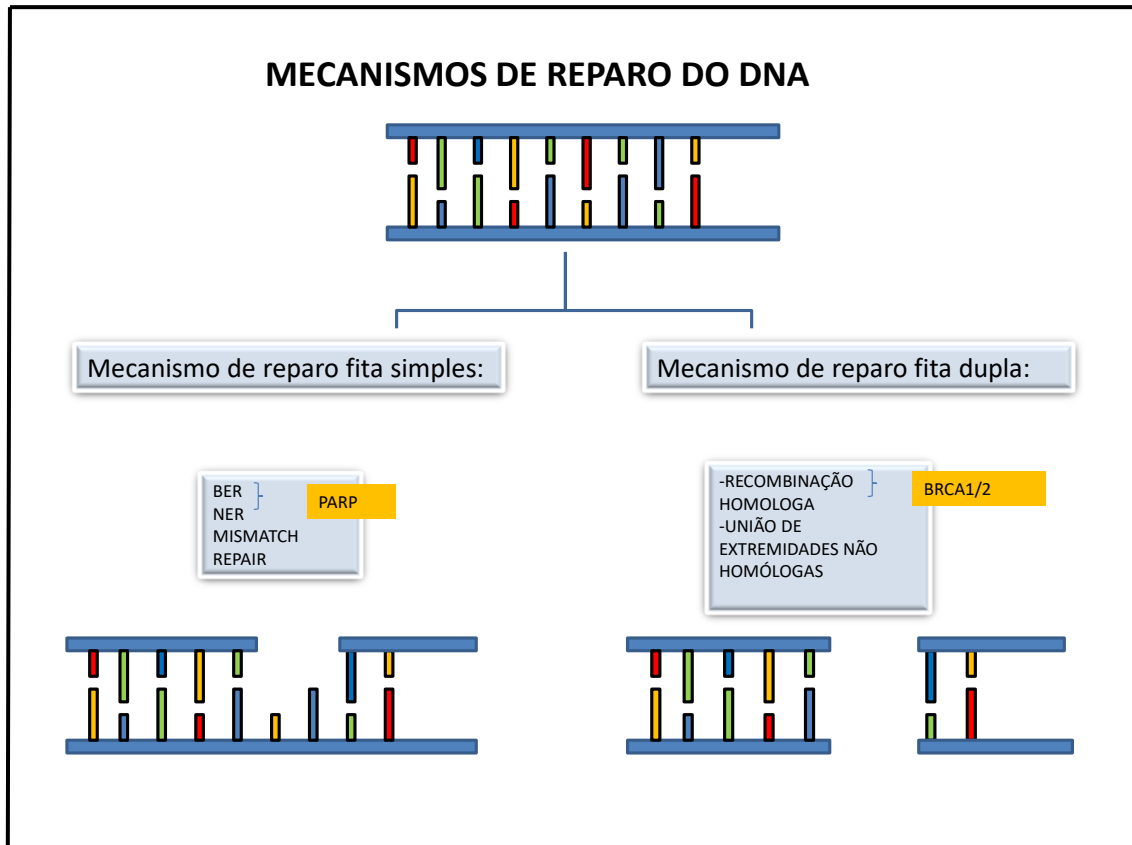 MECANISMOS DE REPARO DO DNA
Mecanismo de reparo fita simples:
Mecanismo de reparo fita dupla:
BER
NER
MISMATCH
REPAIR
PARP
-RECOMBINAÇÃO
HOMOLOGA
-UNIÃO DE
EXTREMIDADES NÃO
HOMÓLOGAS
BRCA1/2